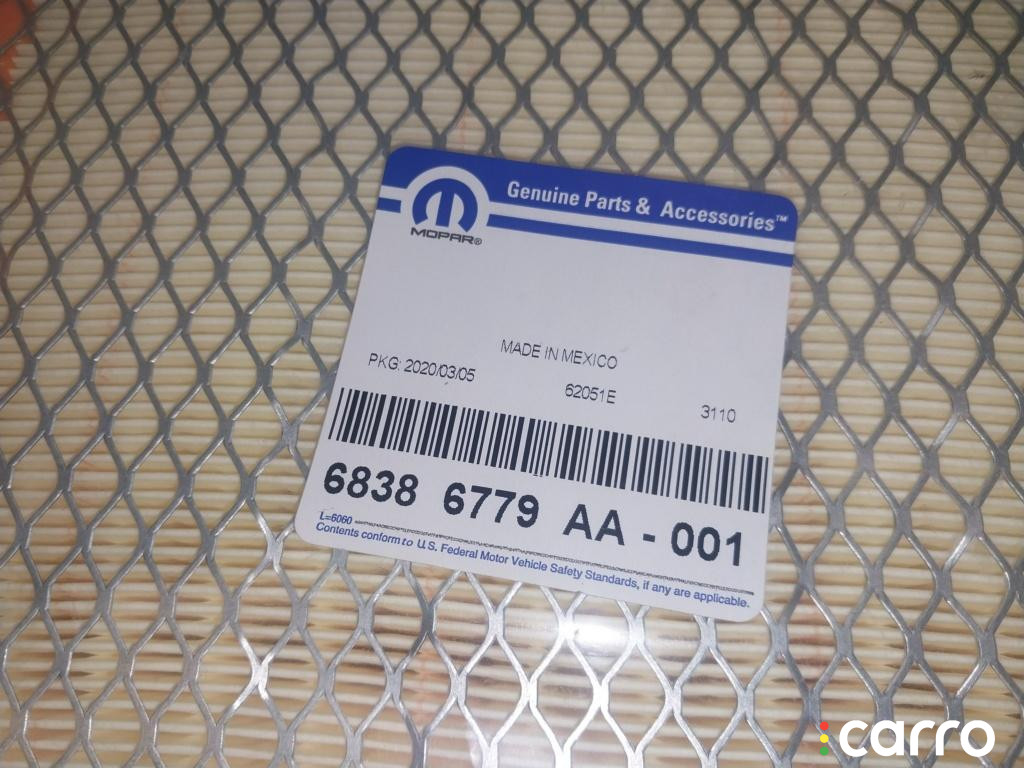 Genuine Parts & Accessories™
MOPAR®
MADE IN MEXICO
PKG: 2020/03/05
62051E
3110
6838 6779 AA - 001
L=6060
Contents conform to U.S. Federal Motor Vehicle Safety Standards, if any are applicable.
carro